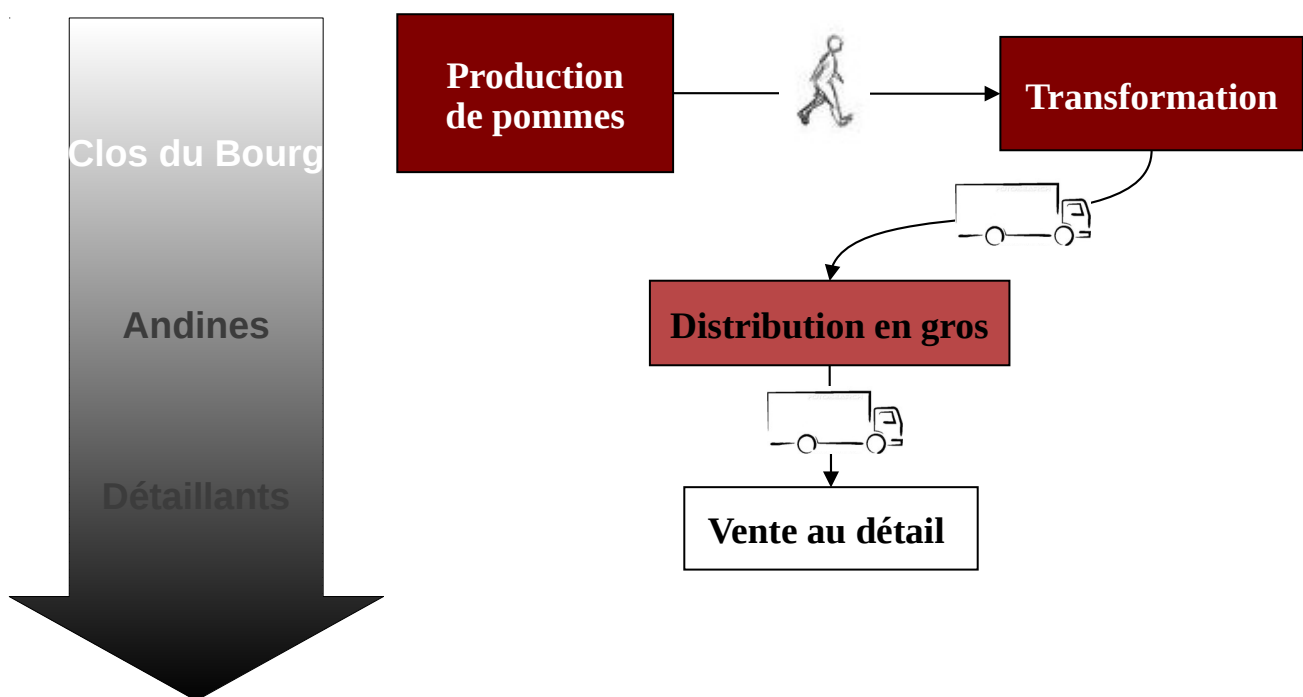 Production
de pommes
Transformation
Clos du Bourg
Andines
Distribution en gros
Détaillants
Vente au détail